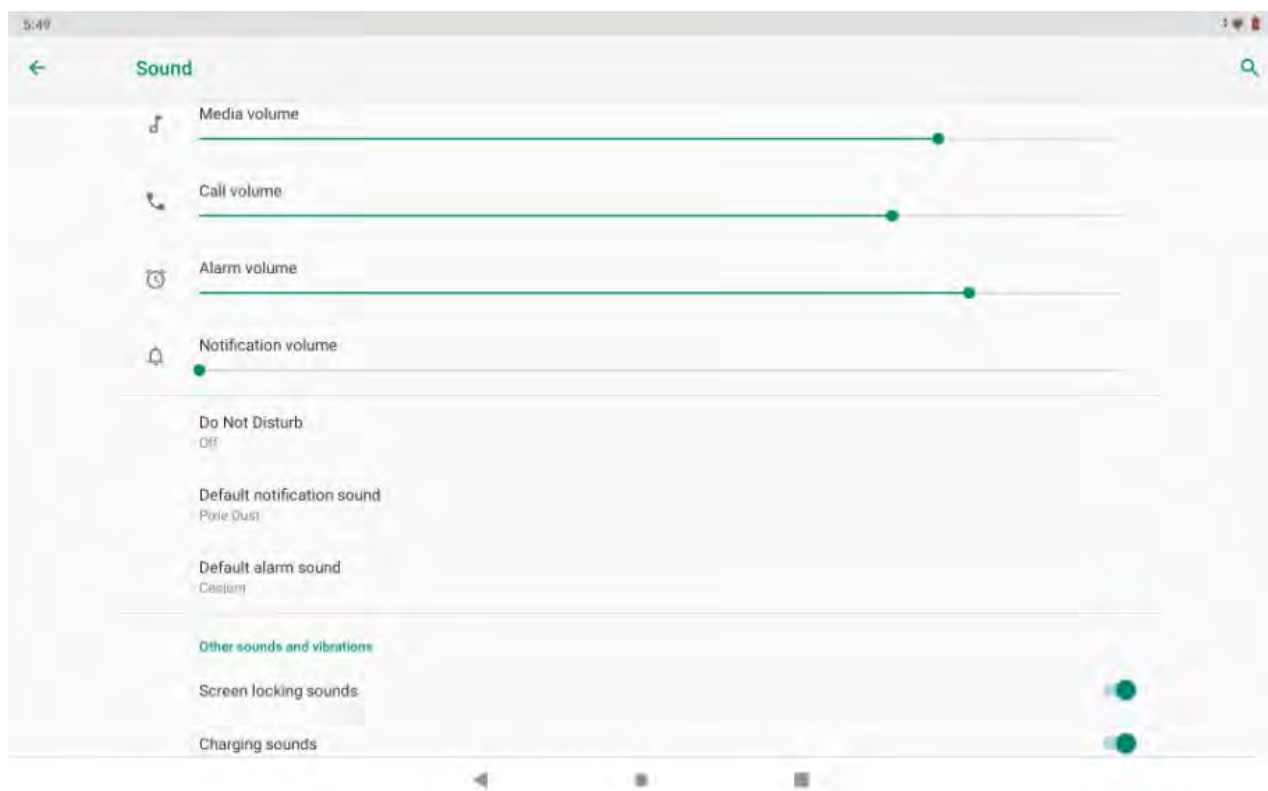 5:49
Sound
Media volume
Call volume
Alarm volume
Notification volume
Do Not Disturb
Off
Default notification sound
Pixie Dust
Default alarm sound
Cesium
Other sounds and vibrations
Screen locking sounds
Charging sounds